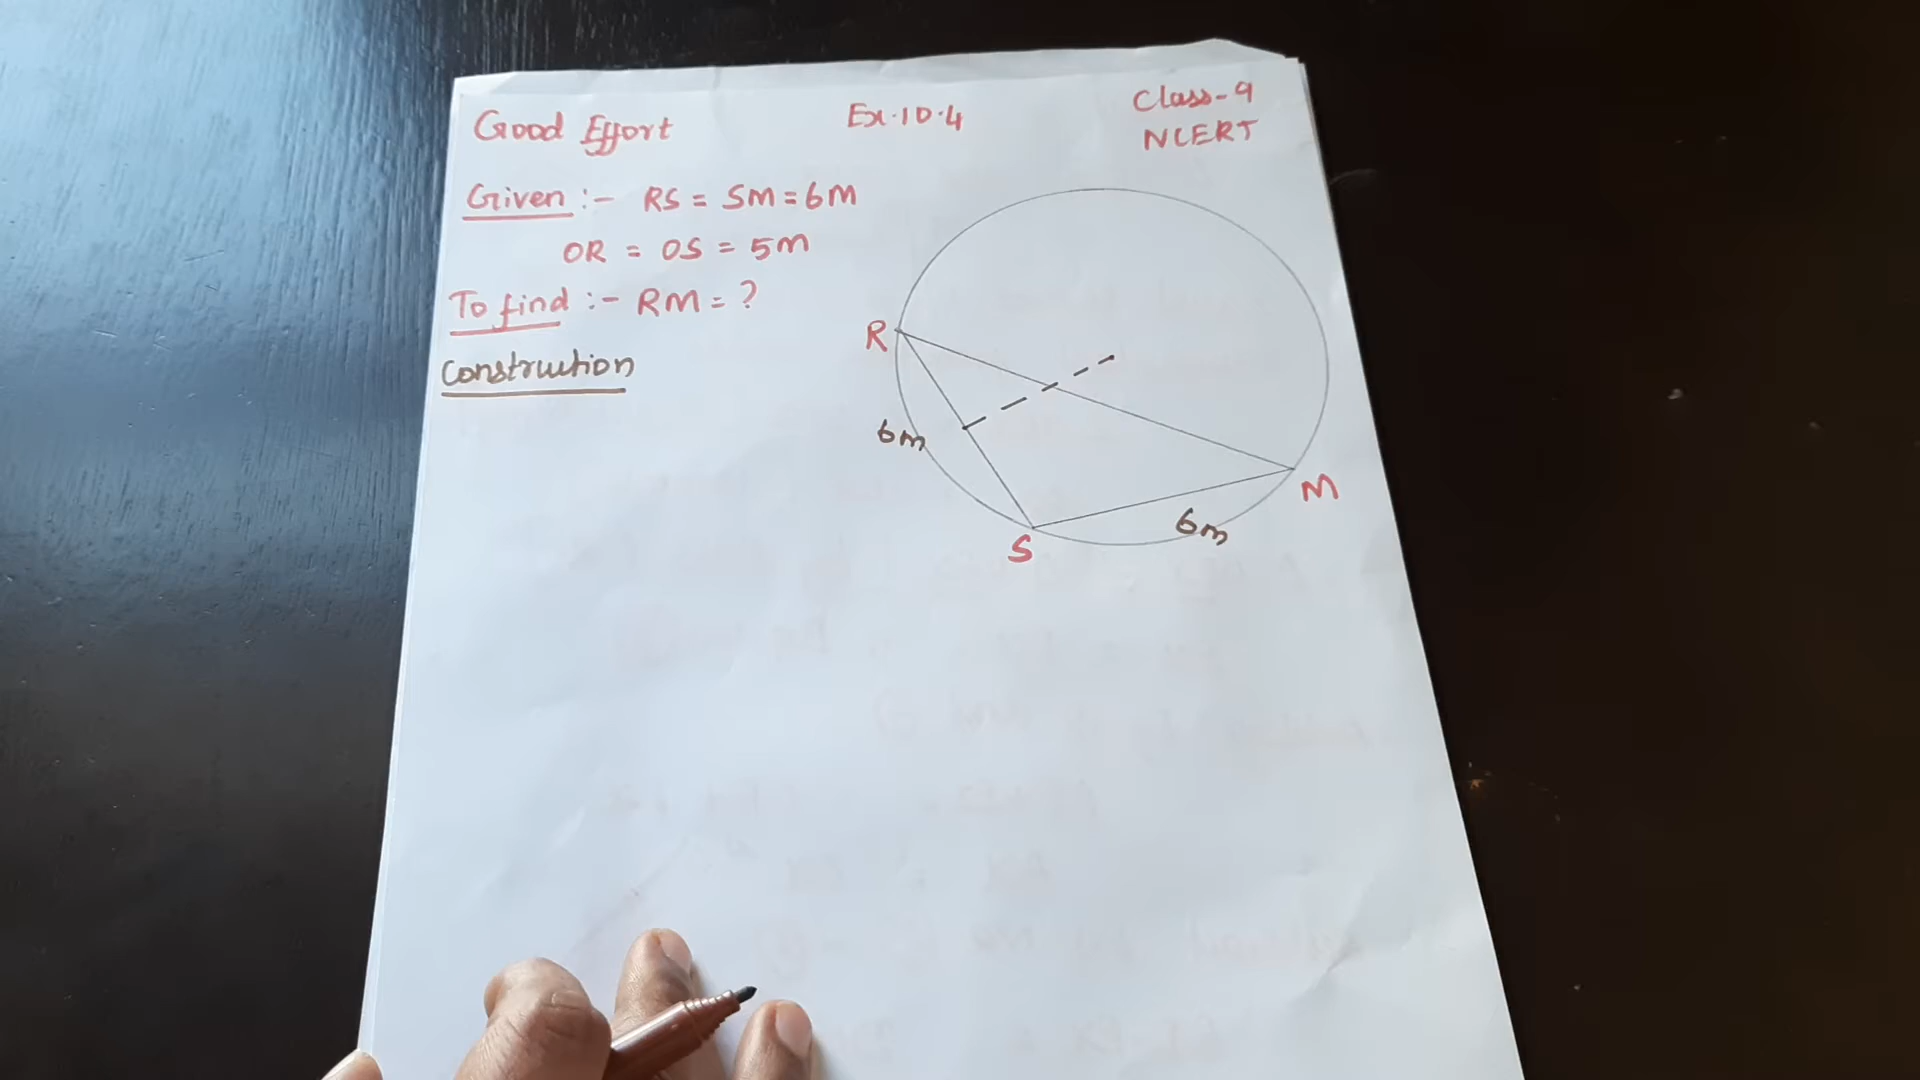 Good Effort
Ex.10.4
Class-9
NCERT
Given :- RS = SM = 6M
OR = OS = 5M
To find :- RM = ?
Construction
R
6m
S
6m
M